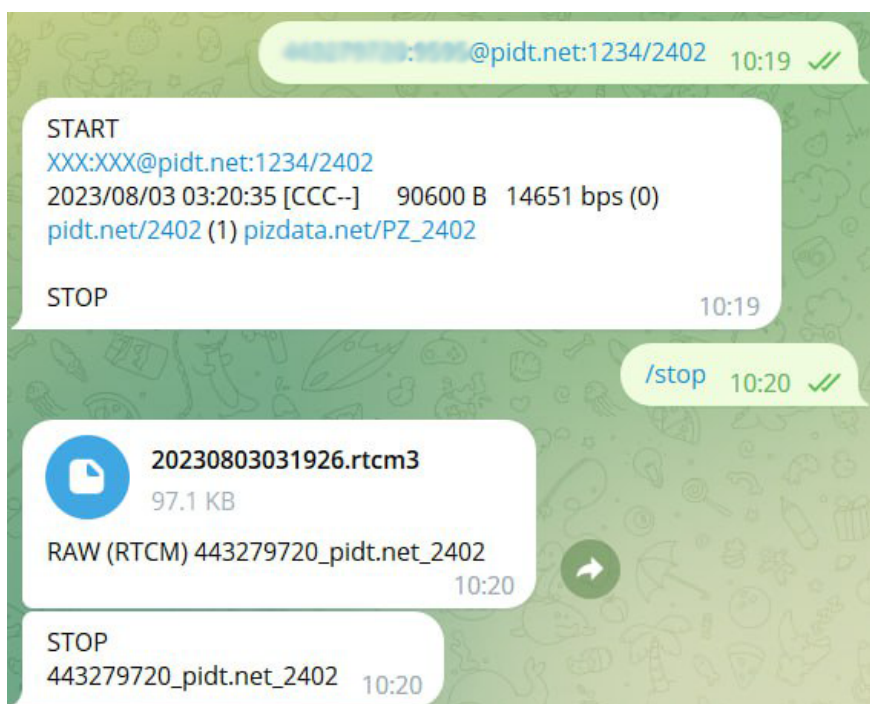 @pidt.net:1234/2402 10:19
START
XXX:XXX@pidt.net:1234/2402
2023/08/03 03:20:35 [CCC--] 90600 B 14651 bps (0)
pidt.net/2402 (1) pizdata.net/PZ_2402
STOP
10:19
/stop 10:20
20230803031926.rtcm3
97.1 KB
RAW (RTCM) 443279720_pidt.net_2402
10:20
STOP
443279720_pidt.net_2402 10:20